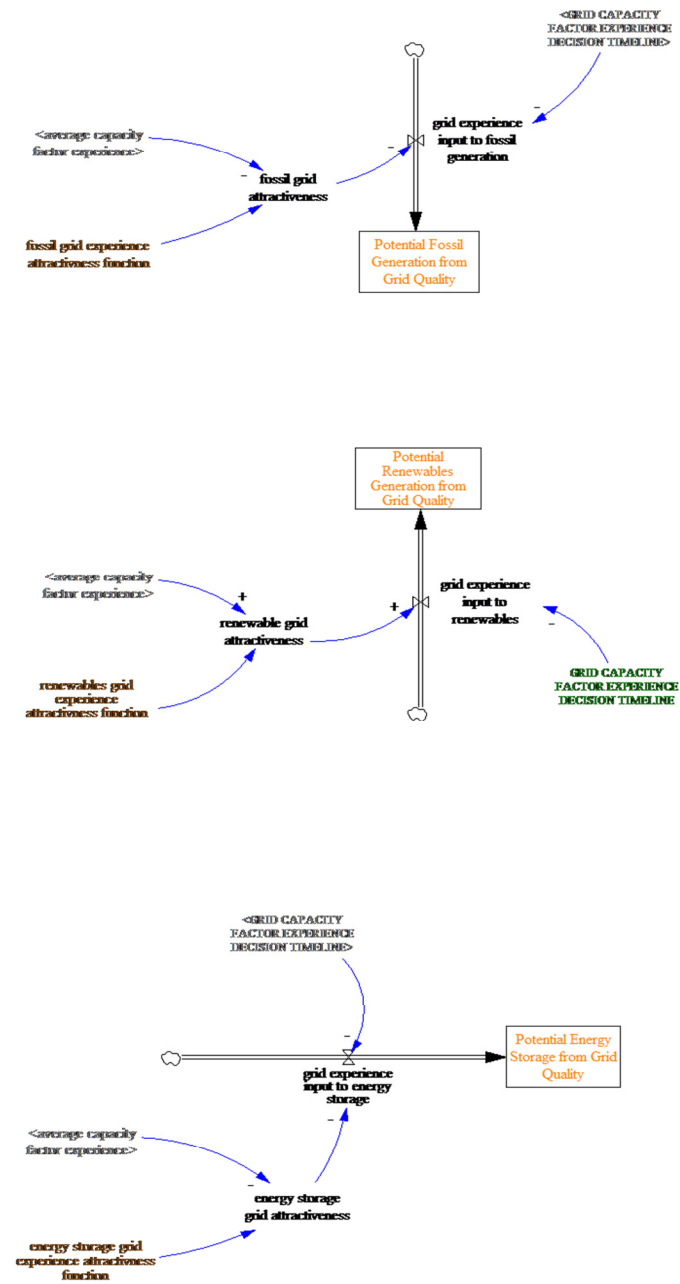 <GRID CAPACITY
FACTOR EXPERIENCE
DECISION TIMELINE>
grid experience
input to fossil
generation
<average capacity
factor experience>
fossil grid
attractiveness
fossil grid experience
attractivness function
Potential Fossil
Generation from
Grid Quality
Potential
Renewables
Generation from
Grid Quality
<average capacity
factor experience>
grid experience
input to
renewables
renewable grid
attractiveness
renewables grid
experience
attractivness function
GRID CAPACITY
FACTOR EXPERIENCE
DECISION TIMELINE
<GRID CAPACITY
FACTOR EXPERIENCE
DECISION TIMELINE>
Potential Energy
Storage from Grid
Quality
grid experience
input to energy
storage
<average capacity
factor experience>
energy storage
grid attractiveness
energy storage grid
experience attractivness
function